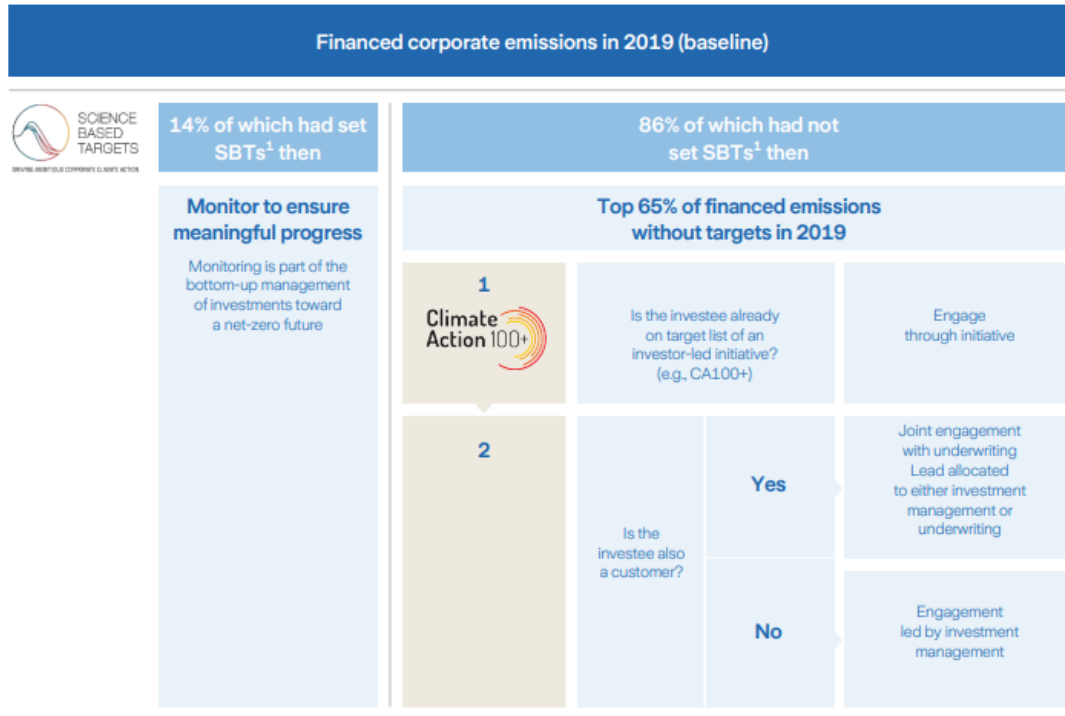 Financed corporate emissions in 2019 (baseline)
SCIENCE
BASED
TARGETS
DRIVING AMBITIOUS CORPORATE CLIMATE ACTION
14% of which had set
SBTs¹ then
86% of which had not
set SBTs¹ then
Monitor to ensure
meaningful progress
Monitoring is part of the
bottom-up management
of investments toward
a net-zero future
Top 65% of financed emissions
without targets in 2019
1
Climate
Action 100+
Is the investee already
on target list of an
investor-led initiative?
(e.g., CA100+)
Engage
through initiative
2
Is the
investee also
a customer?
Yes
Joint engagement
with underwriting
Lead allocated
to either investment
management or
underwriting
No
Engagement
led by investment
management